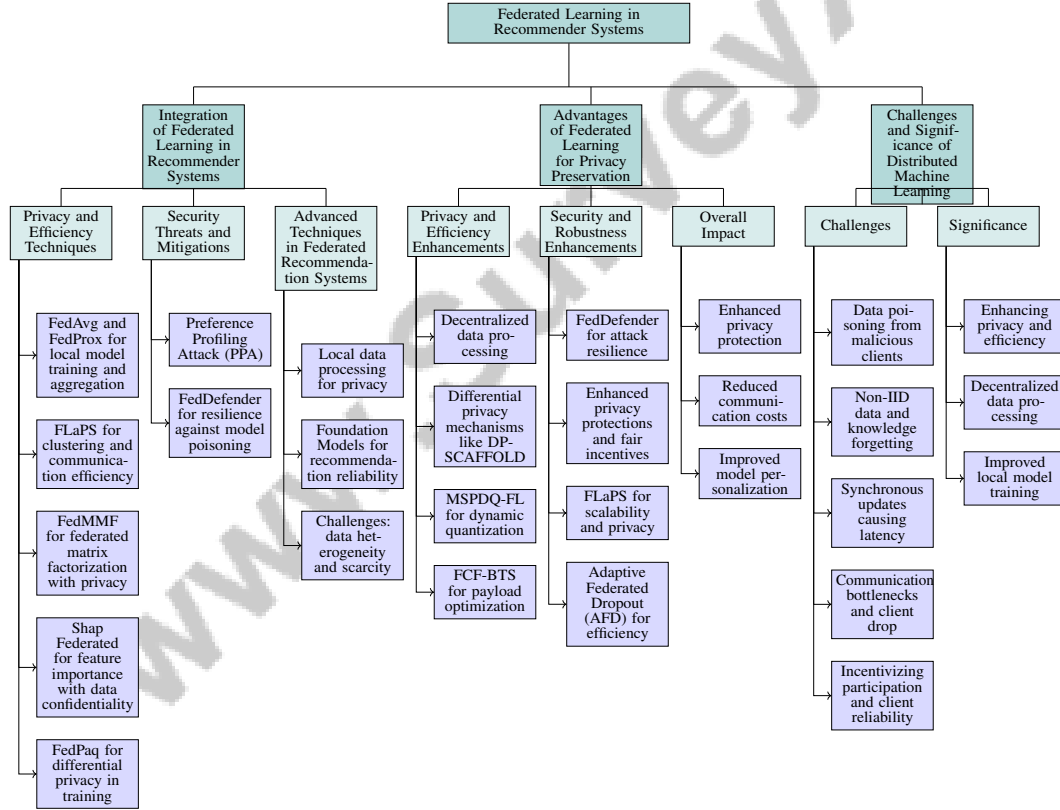 Federated Learning in
Recommender Systems
Integration
of Federated
Learning in
Recommender
Systems
Advantages
of Federated
Learning
for Privacy
Preservation
Challenges
and Signif-
icance of
Distributed
Machine
Learning
Privacy and
Efficiency
Techniques
Security
Threats and
Mitigations
Advanced
Techniques
in Federated
Recommenda-
tion Systems
Privacy and
Efficiency
Enhancements
Security and
Robustness
Enhancements
Overall
Impact
Challenges
Significance
FedAvg and
FedProx for
local model
training and
aggregation
FLaPS for
clustering and
communica-
tion efficiency
FedMMF
for federated
matrix
factorization
with privacy
Shap
Federated
for feature
importance
with data
confidentiality
FedPaq for
differential
privacy in
training
Preference
Profiling
Attack (PPA)
FedDefender
for resilience
against model
poisoning
Local data
processing
for privacy
Foundation
Models for
recommenda-
tion reliability
Challenges:
data het-
erogeneity
and scarcity
Decentralized
data pro-
cessing
Differential
privacy
mechanisms
like DP-
SCAFFOLD
MSPDQ-FL
for dynamic
quantization
FCF-BTS
for payload
optimization
FedDefender
for attack
resilience
Enhanced
privacy
protections
and fair
incentives
FLaPS for
scalability
and privacy
Adaptive
Federated
Dropout
(AFD) for
efficiency
Enhanced
privacy
protection
Reduced
communication
costs
Improved
model per-
sonalization
Data poi-
soning from
malicious
clients
Non-IID
data and
knowledge
forgetting
Synchronous
updates
causing
latency
Communication
bottlenecks
and client
drop
Incentivizing
participation
and client
reliability
Enhancing
privacy and
efficiency
Decentralized
data pro-
cessing
Improved
local model
training
www.Survey